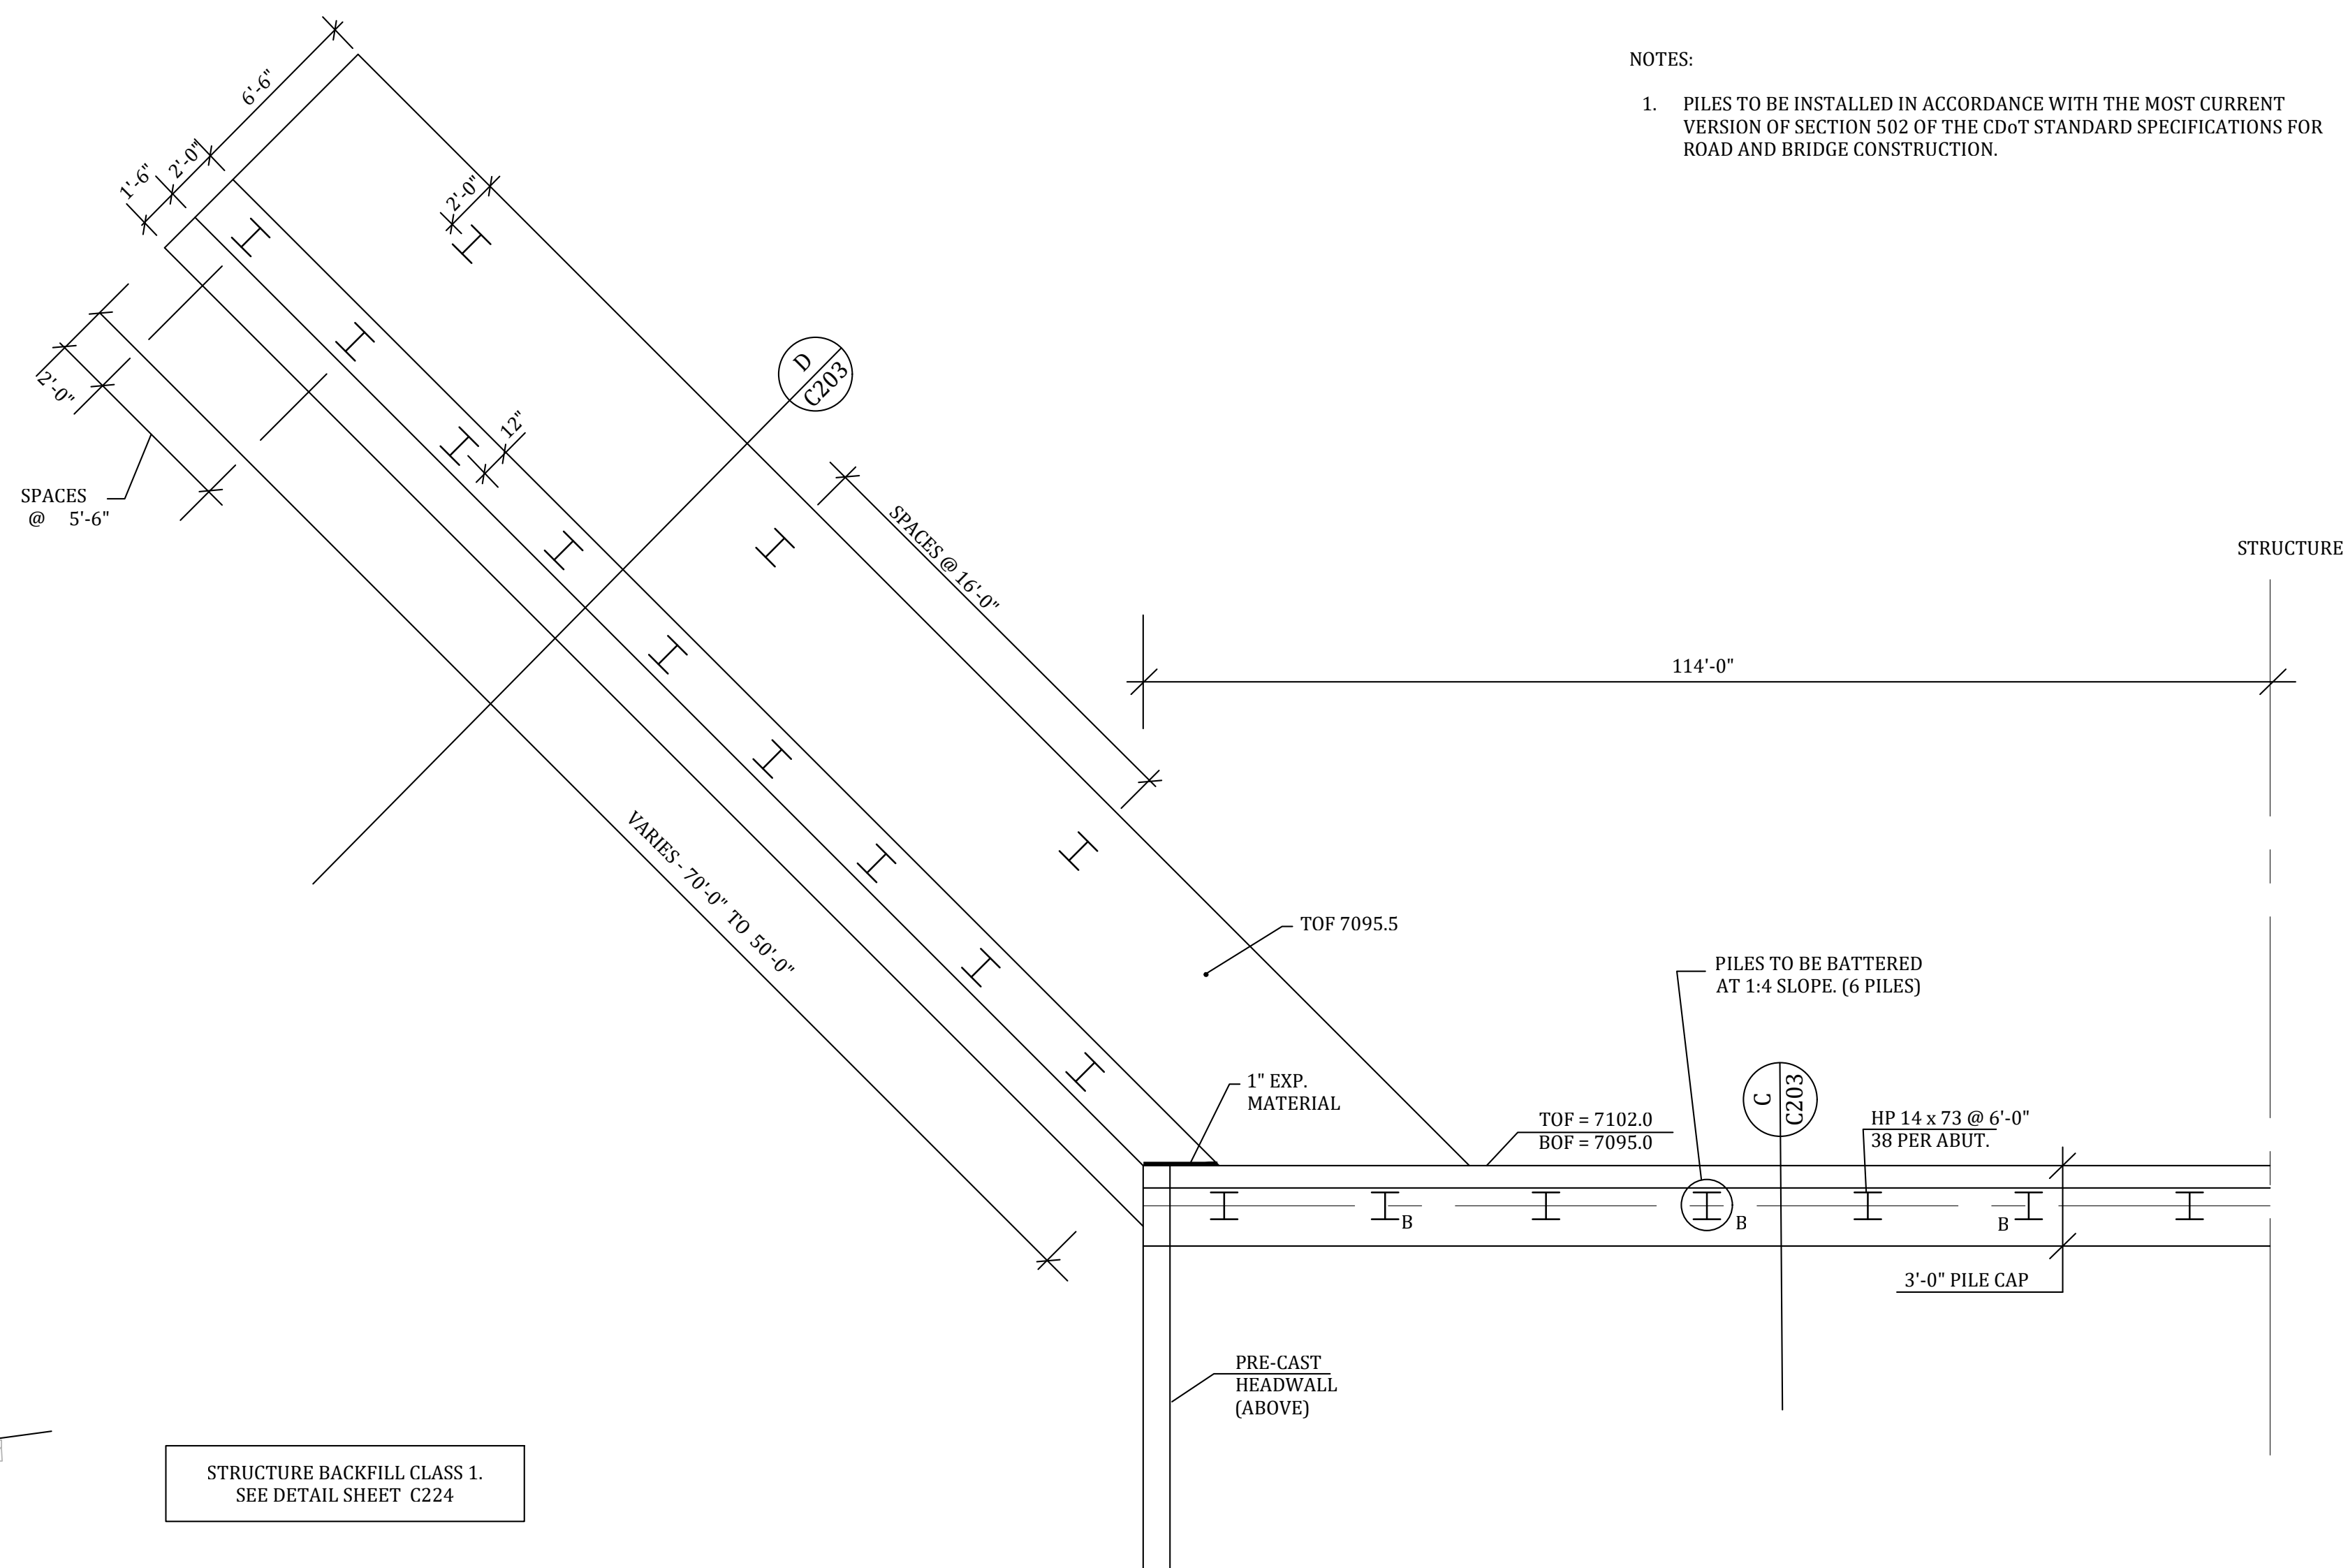 NOTES:
1. PILES TO BE INSTALLED IN ACCORDANCE WITH THE MOST CURRENT
VERSION OF SECTION 502 OF THE CDoT STANDARD SPECIFICATIONS FOR
ROAD AND BRIDGE CONSTRUCTION.
6'-6"
2'-0"
1'-6"
2'-0"
D
C203
2'-0"
12"
SPACES
@ 5'-6"
SPACES @ 16'-0"
STRUCTURE
114'-0"
VARIES - 70'-0" TO 50'-0"
TOF 7095.5
PILES TO BE BATTERED
AT 1:4 SLOPE. (6 PILES)
1" EXP.
MATERIAL
C
C203
TOF = 7102.0
BOF = 7095.0
HP 14 x 73 @ 6'-0"
38 PER ABUT.
B
B
B
3'-0" PILE CAP
PRE-CAST
HEADWALL
(ABOVE)
STRUCTURE BACKFILL CLASS 1.
SEE DETAIL SHEET C224